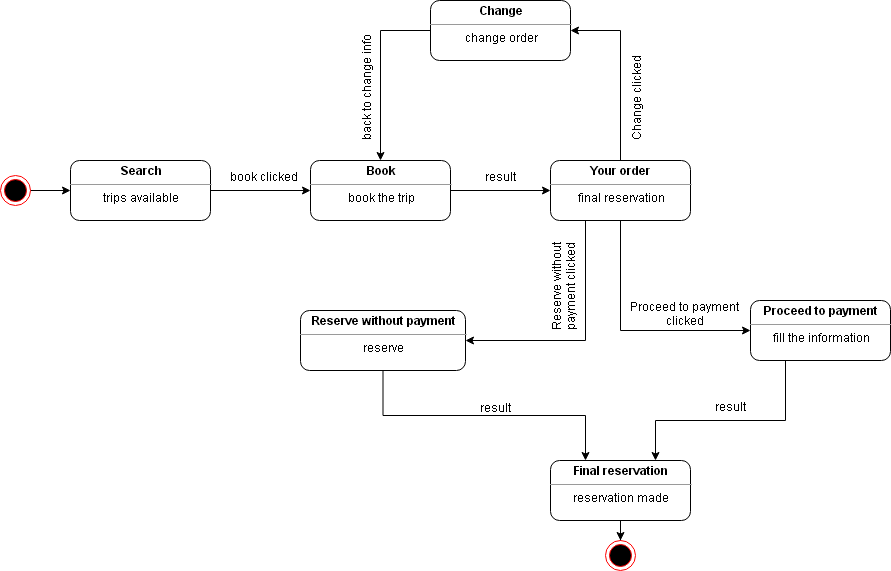 Change
change order
back to change info
Change clicked
Search
trips available
book clicked
Book
book the trip
result
Your order
final reservation
Reserve without
payment clicked
Proceed to payment
clicked
Reserve without payment
reserve
Proceed to payment
fill the information
result
result
Final reservation
reservation made